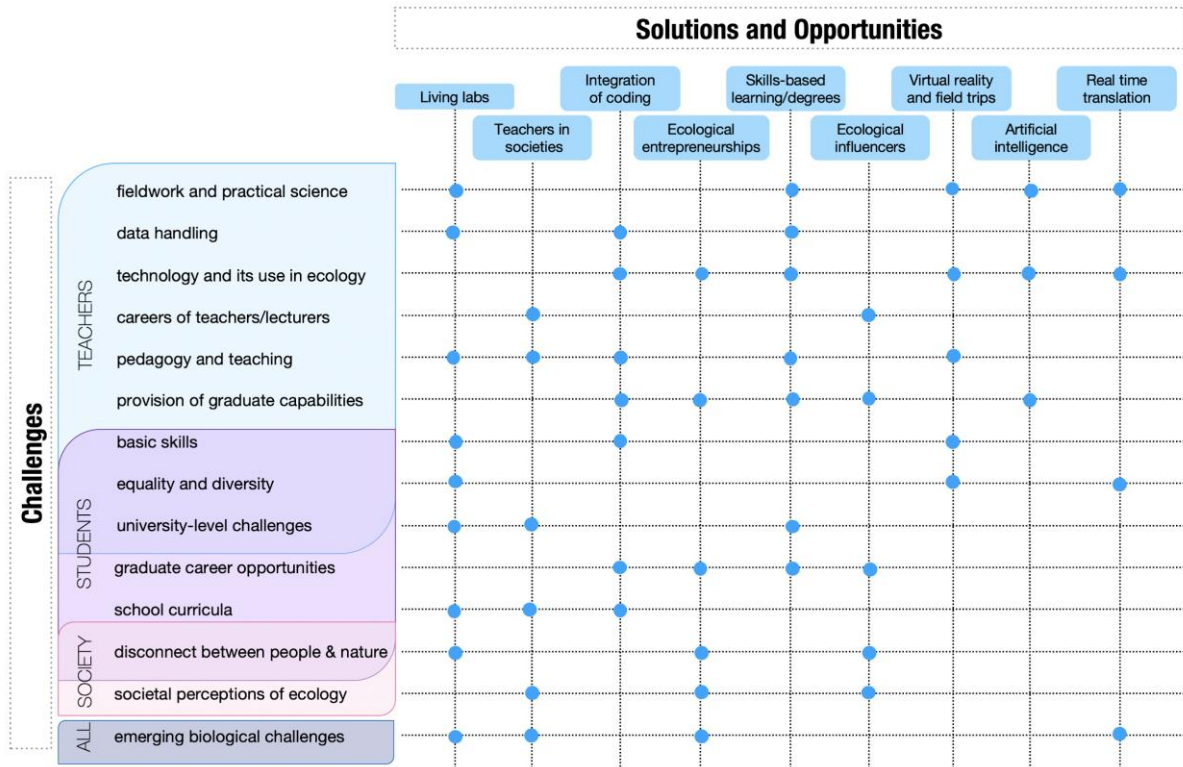 Solutions and Opportunities
Living labs
Integration
of coding
Skills-based
learning/degrees
Virtual reality
and field trips
Real time
translation
Teachers in
societies
Ecological
entrepreneurships
Ecological
influencers
Artificial
intelligence
Challenges
TEACHERS
fieldwork and practical science
data handling
technology and its use in ecology
careers of teachers/lecturers
pedagogy and teaching
provision of graduate capabilities
STUDENTS
basic skills
equality and diversity
university-level challenges
graduate career opportunities
school curricula
SOCIETY
disconnect between people & nature
societal perceptions of ecology
ALL
emerging biological challenges